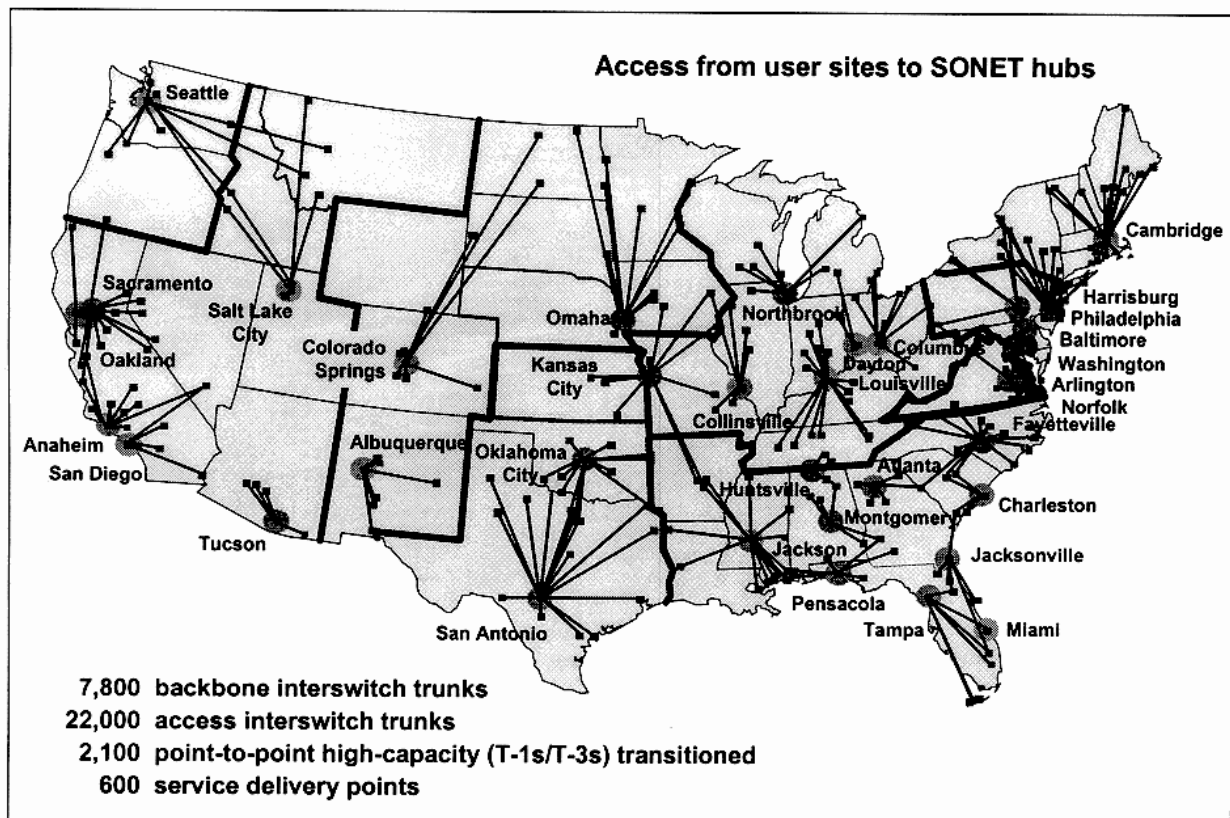 Access from user sites to SONET hubs
Seattle
Cambridge
Sacramento
Salt Lake
City
Omaha
Northbrook
Harrisburg
Philadelphia
Baltimore
Oakland
Colorado
Springs
Kansas
City
Dayton
Columbus
Louisville
Washington
Arlington
Norfolk
Collinsville
Fayetteville
Anaheim
San Diego
Albuquerque
Oklahoma
City
Huntsville
Atlanta
Charleston
Tucson
Montgomery
Jackson
Jacksonville
San Antonio
Pensacola
Tampa
Miami
7,800 backbone interswitch trunks
22,000 access interswitch trunks
2,100 point-to-point high-capacity (T-1s/T-3s) transitioned
600 service delivery points